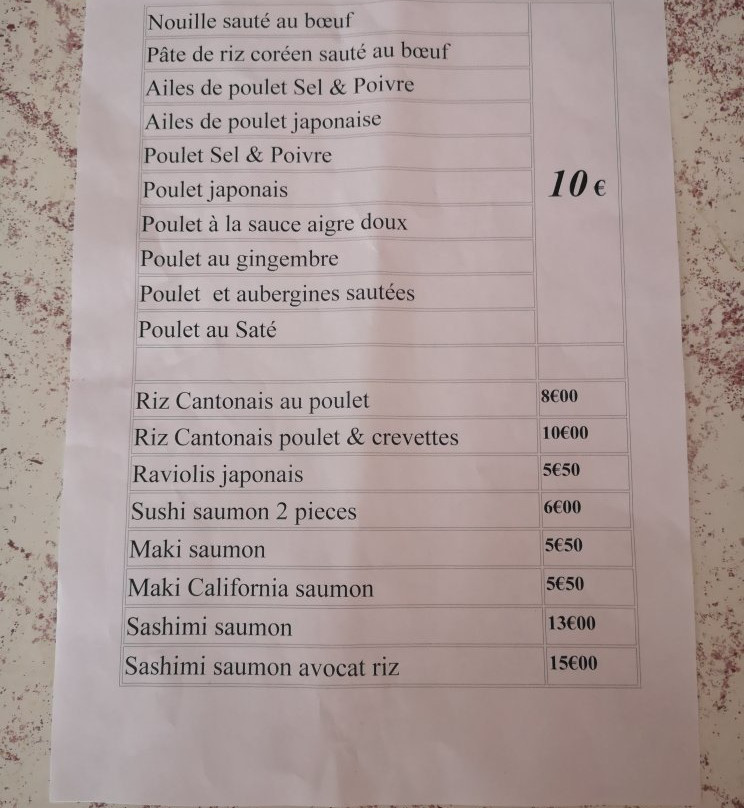 Nouille sauté au bœuf
Pâte de riz coréen sauté au bœuf
Ailes de poulet Sel & Poivre
Ailes de poulet japonaise
Poulet Sel & Poivre
Poulet japonais
10 €
Poulet à la sauce aigre doux
Poulet au gingembre
Poulet et aubergines sautées
Poulet au Saté
Riz Cantonais au poulet 8€00
Riz Cantonais poulet & crevettes 10€00
Raviolis japonais 5€50
Sushi saumon 2 pieces 6€00
Maki saumon 5€50
Maki California saumon 5€50
Sashimi saumon 13€00
Sashimi saumon avocat riz 15€00